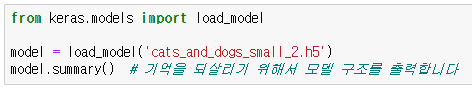 from keras.models import load_model
model = load_model('cats_and_dogs_small_2.h5')
model.summary()  # 기억을 되살리기 위해서 모델 구조를 출력합니다